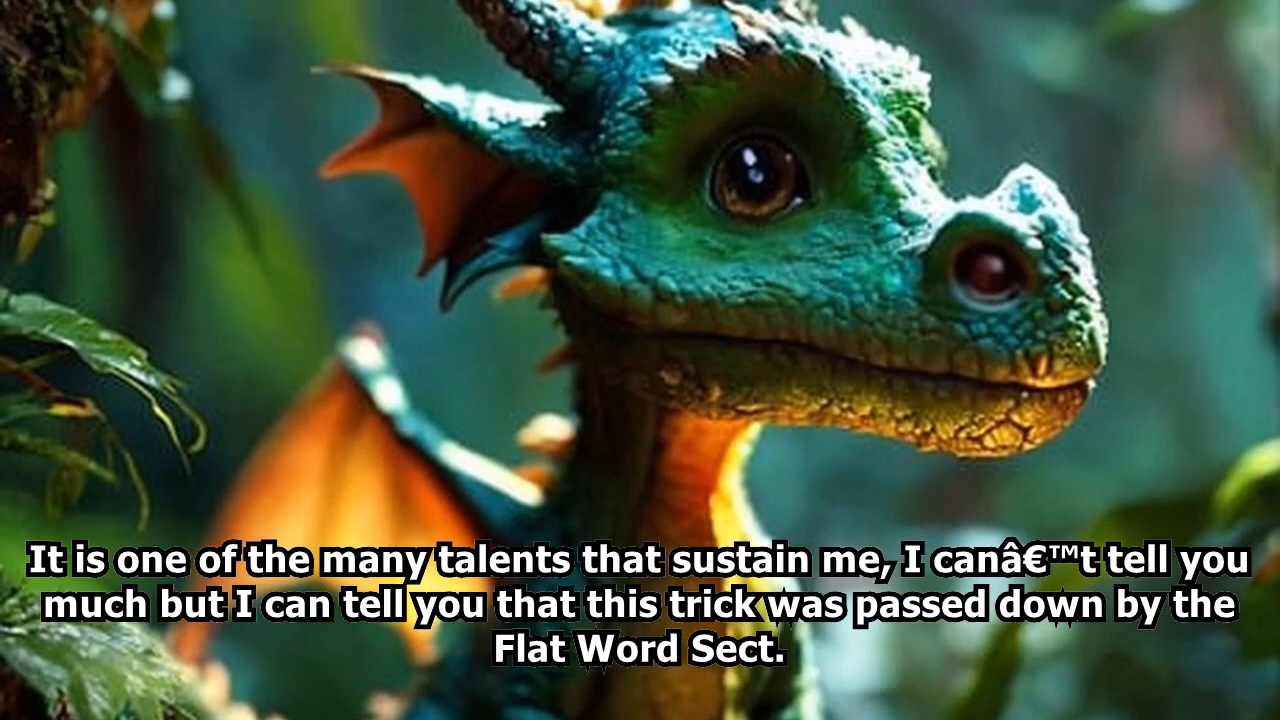 It is one of the many talents that sustain me, I canâ€™t tell you
much but I can tell you that this trick was passed down by the
Flat Word Sect.